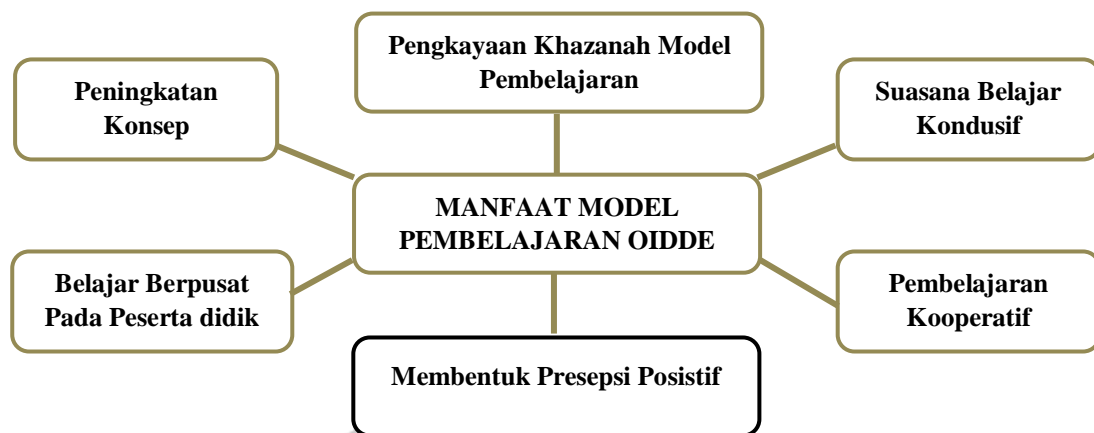 Pengkayaan Khazanah Model
Pembelajaran
Peningkatan
Konsep
Suasana Belajar
Kondusif
MANFAAT MODEL
PEMBELAJARAN OIDDE
Belajar Berpusat
Pada Peserta didik
Pembelajaran
Kooperatif
Membentuk Presepsi Posistif